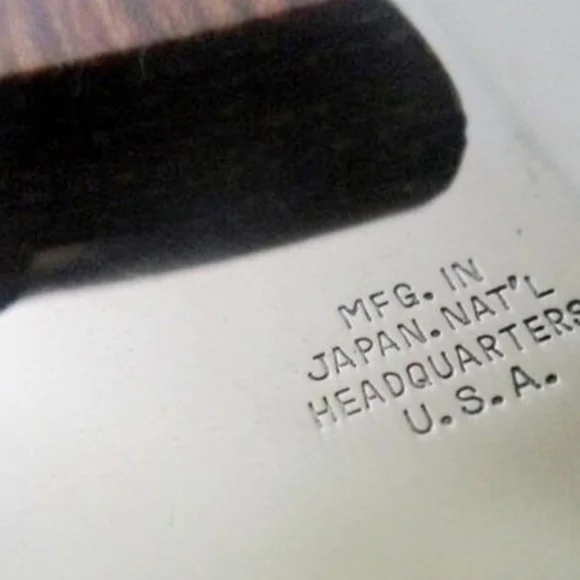 MFG. IN
JAPAN. NAT'L
HEADQUARTERS
U.S.A.